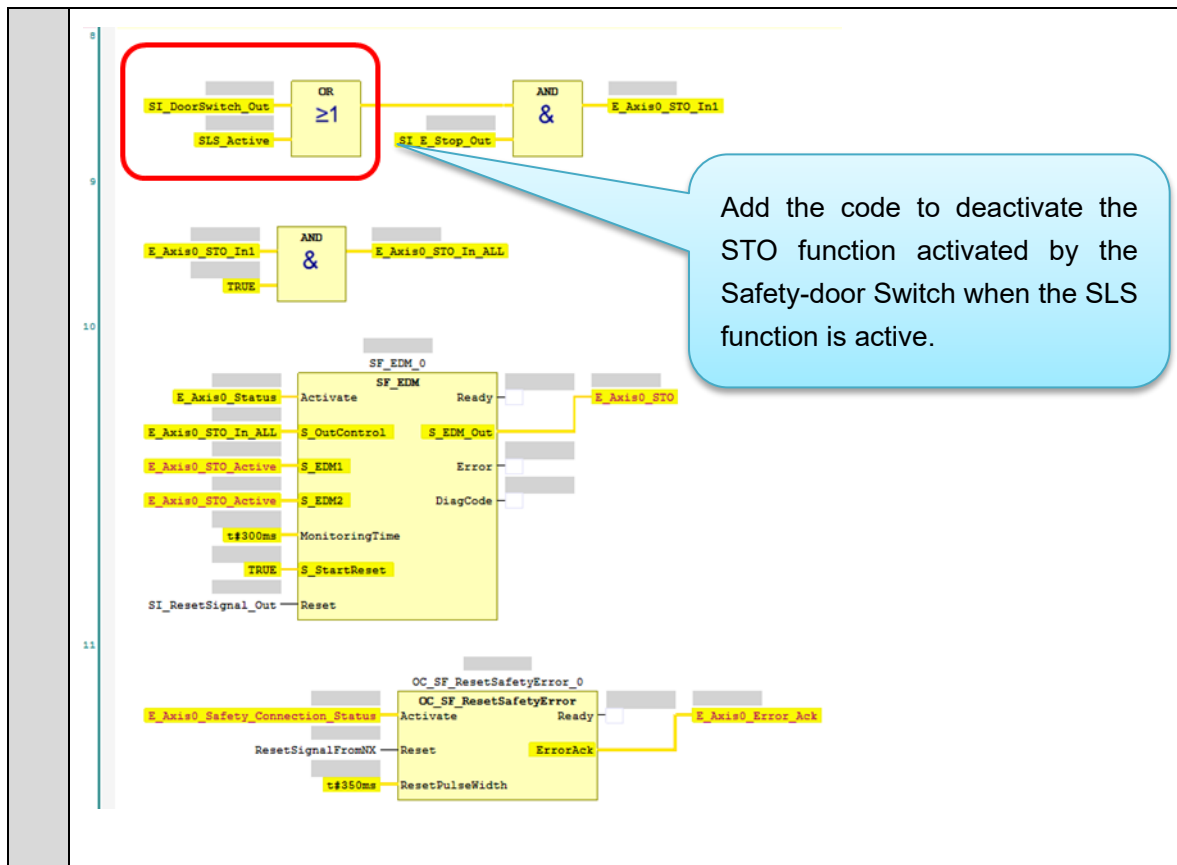 8
OR
≥1
SI_DoorSwitch_Out
SLS_Active
AND
&
SI_E_Stop_Out
E_Axis0_STO_In1
Add the code to deactivate the
STO function activated by the
Safety-door Switch when the SLS
function is active.
9
AND
&
E_Axis0_STO_In1
TRUE
E_Axis0_STO_In_ALL
10
SF_EDM_0
SF_EDM
E_Axis0_Status Activate Ready
E_Axis0_STO
E_Axis0_STO_In_ALL S_OutControl S_EDM_Out
E_Axis0_STO_Active S_EDM1 Error
E_Axis0_STO_Active S_EDM2 DiagCode
t#300ms MonitoringTime
TRUE S_StartReset
SI_ResetSignal_Out Reset
11
OC_SF_ResetSafetyError_0
OC_SF_ResetSafetyError
E_Axis0_Safety_Connection_Status Activate Ready E_Axis0_Error_Ack
ResetSignalFromNX Reset ErrorAck
t#350ms ResetPulseWidth